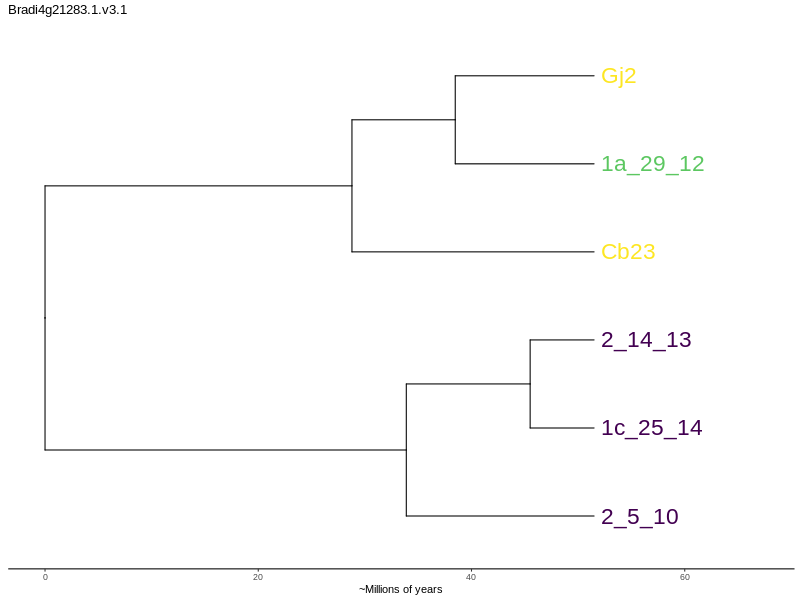 Bradi4g21283.1.v3.1
Gj2
1a_29_12
Cb23
2_14_13
1c_25_14
2_5_10
0 20 40 60
~Millions of years